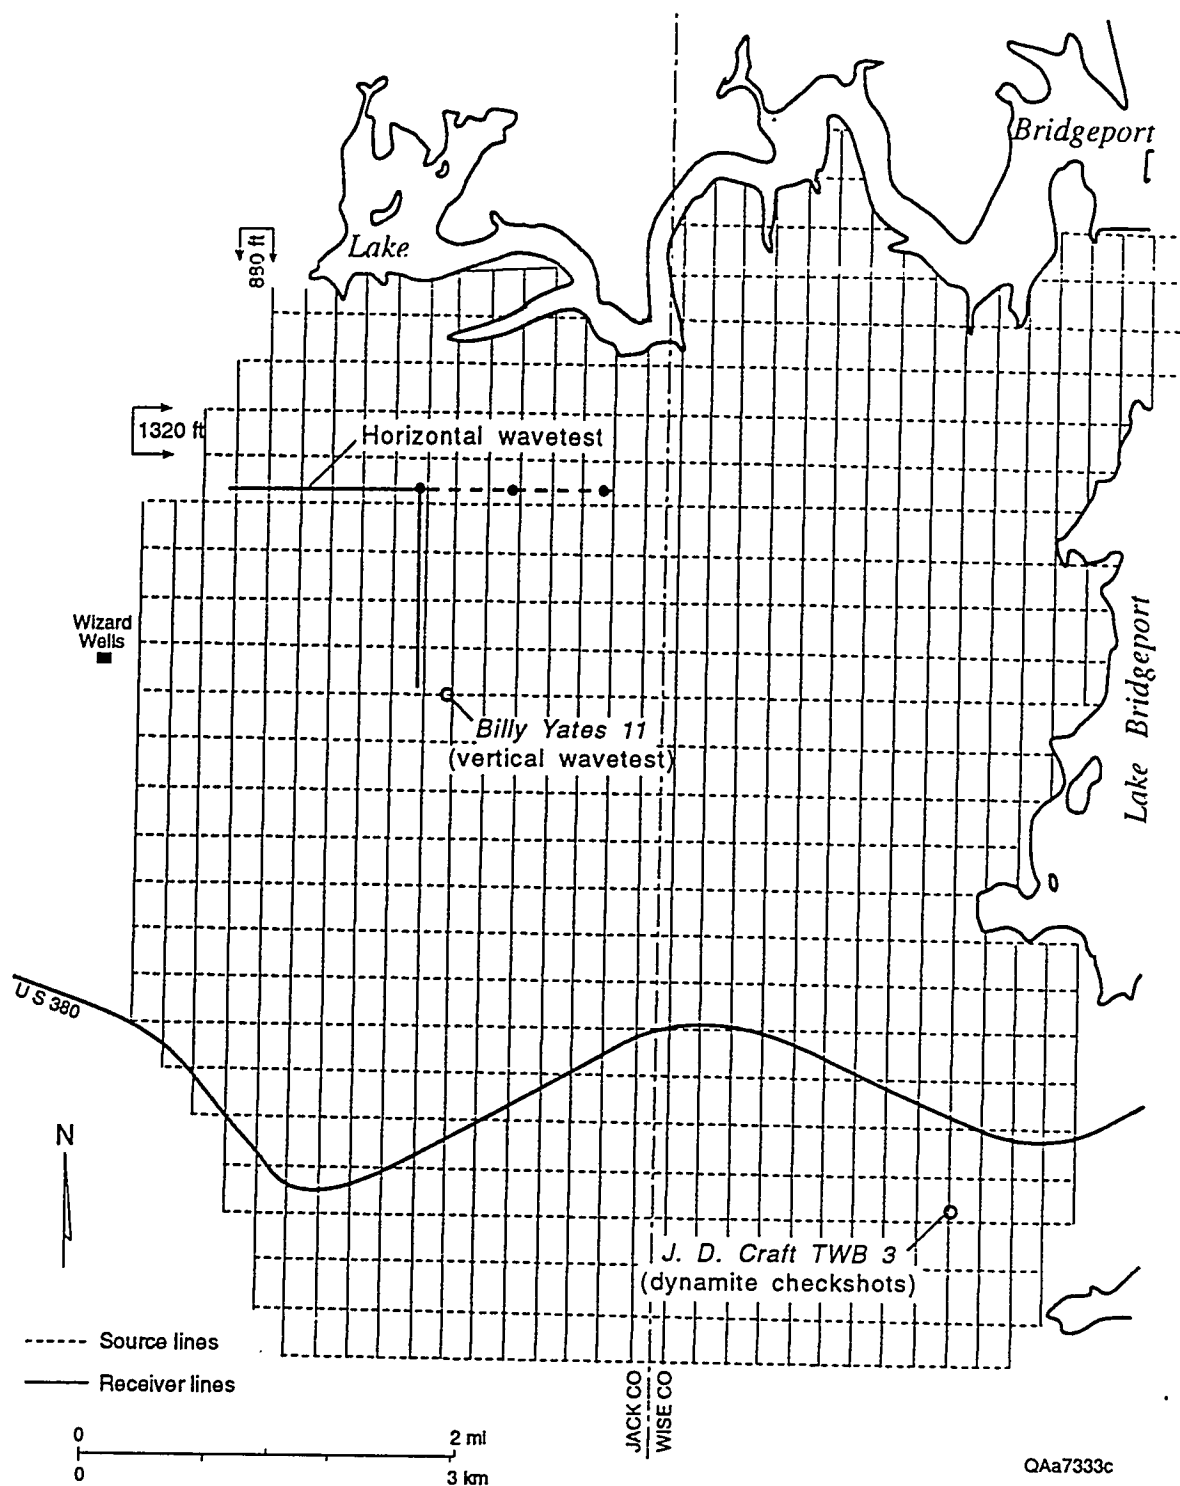 Bridgeport
Lake
880 ft
1320 ft
Horizontal wavetest
Wizard
Wells
Billy Yates 11
(vertical wavetest)
Lake Bridgeport
U S 380
N
J. D. Craft TWB 3
(dynamite checkshots)
Source lines
Receiver lines
JACK CO
WISE CO
0
2 mi
0
3 km
QAa7333c